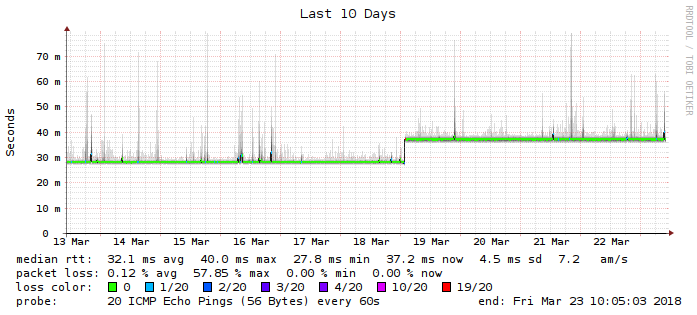 Last 10 Days
RRDTOOL / TOBI OETIKER
Seconds
70 m
60 m
50 m
40 m
30 m
20 m
10 m
0
13 Mar 14 Mar 15 Mar 16 Mar 17 Mar 18 Mar 19 Mar 20 Mar 21 Mar 22 Mar
median rtt: 32.1 ms avg 40.0 ms max 27.8 ms min 37.2 ms now 4.5 ms sd 7.2 am/s
packet loss: 0.12 % avg 57.85 % max 0.00 % min 0.00 % now
loss color: 0 1/20 2/20 3/20 4/20 10/20 19/20
probe: 20 ICMP Echo Pings (56 Bytes) every 60s end: Fri Mar 23 10:05:03 2018